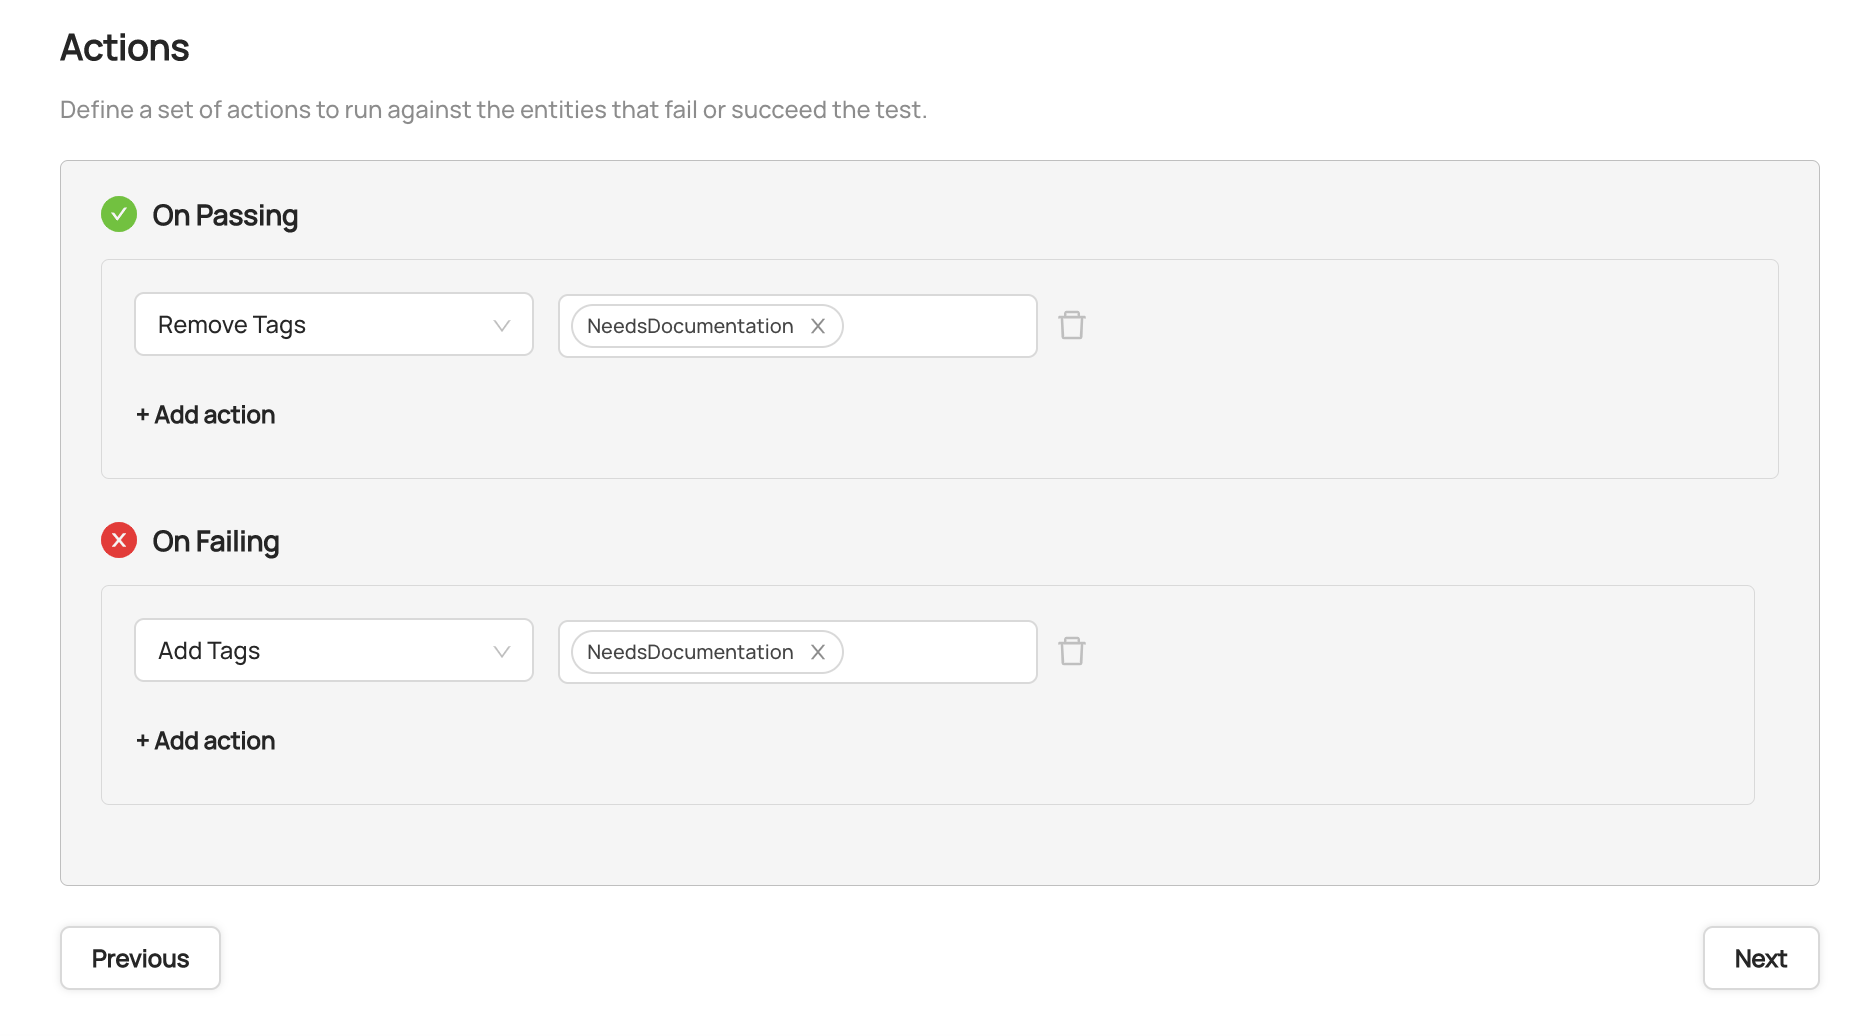 Actions
Define a set of actions to run against the entities that fail or succeed the test.
On Passing
Remove Tags NeedsDocumentation
+ Add action
On Failing
Add Tags NeedsDocumentation
+ Add action
Previous Next